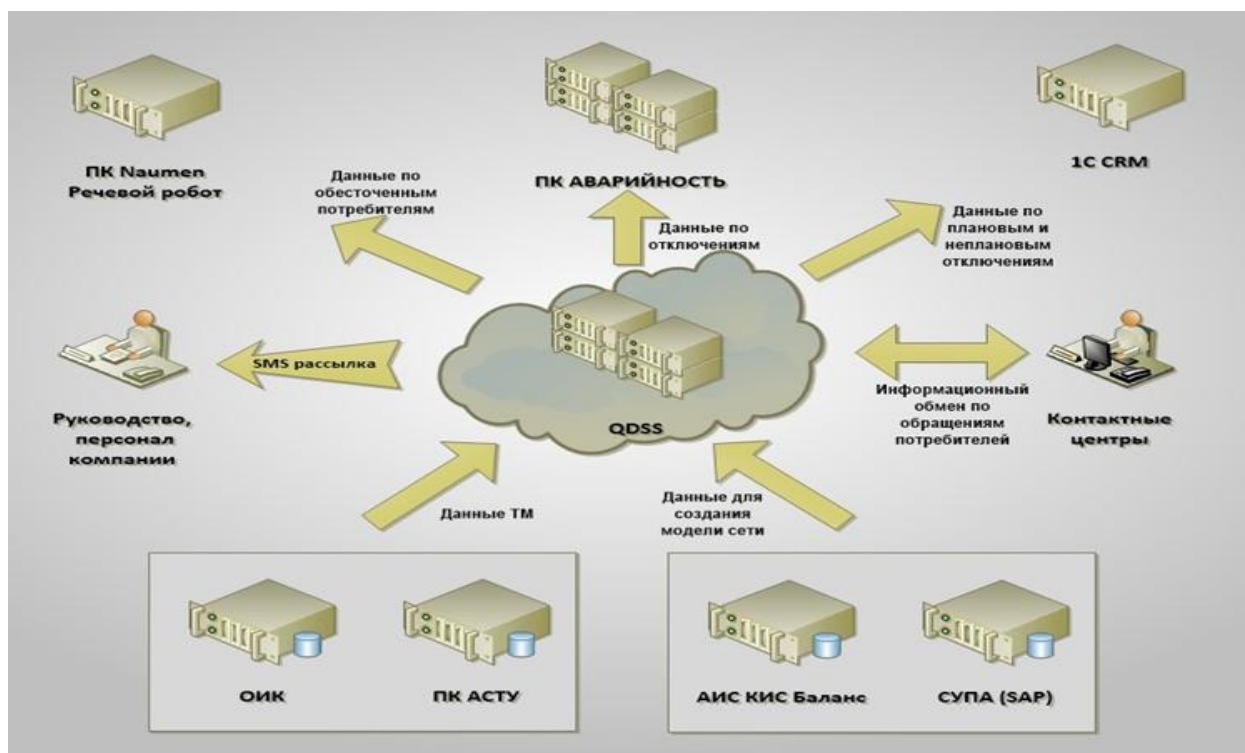 ПК Naumen
Речевой робот
Данные по
обесточенным
потребителям
ПК АВАРИЙНОСТЬ
Данные по
отключениям
1С CRM
Данные по
плановым и
неплановым
отключениям
SMS рассылка
Руководство,
персонал
компании
QDSS
Информационный
обмен по
обращениям
потребителей
Контактные
центры
Данные ТМ
Данные для
создания
модели сети
ОИК
ПК АСТУ
АИС КИС Баланс
СУПА (SAP)